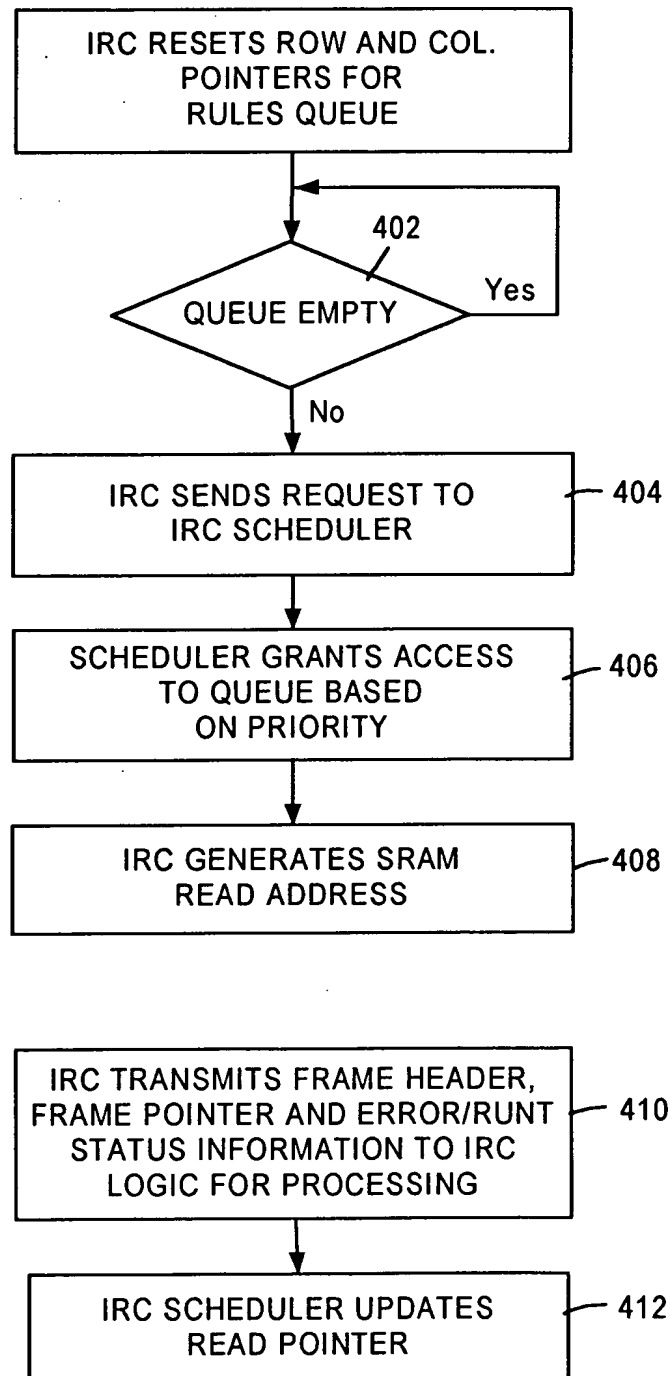 IRC RESETS ROW AND COL.
POINTERS FOR
RULES QUEUE
402
QUEUE EMPTY
Yes
No
IRC SENDS REQUEST TO
IRC SCHEDULER
404
SCHEDULER GRANTS ACCESS
TO QUEUE BASED
ON PRIORITY
406
IRC GENERATES SRAM
READ ADDRESS
408
IRC TRANSMITS FRAME HEADER,
FRAME POINTER AND ERROR/RUNT
STATUS INFORMATION TO IRC
LOGIC FOR PROCESSING
410
IRC SCHEDULER UPDATES
READ POINTER
412